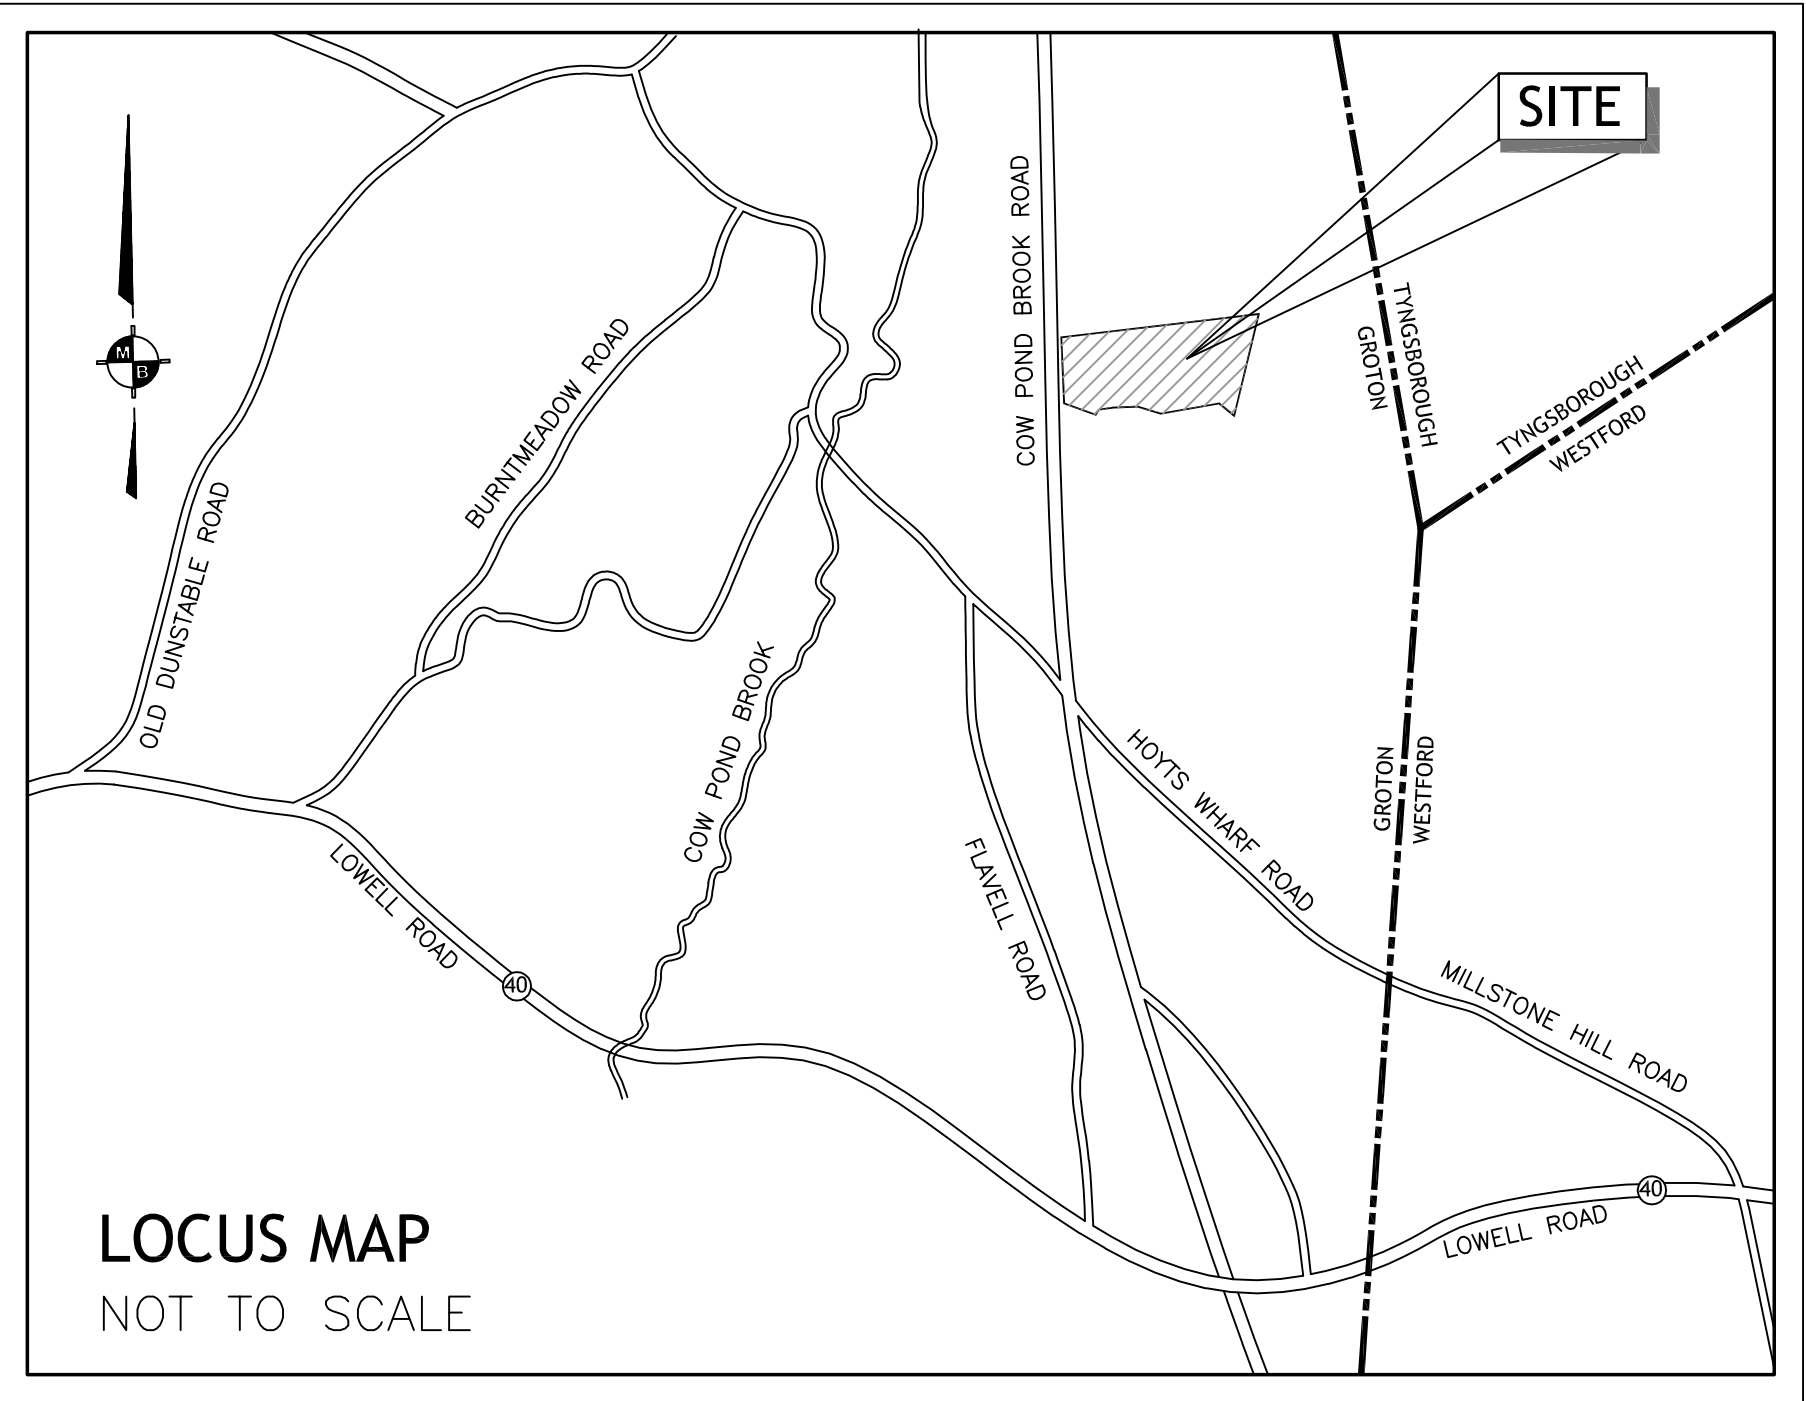 SITE
COW POND BROOK ROAD
TYNGSBOROUGH
GROTON
TYNGSBOROUGH
WESTFORD
M
B
BURNTMEADOW ROAD
OLD DUNSTABLE ROAD
COW POND BROOK
HOYTS WHARF ROAD
GROTON
WESTFORD
FLAVELL ROAD
LOWELL ROAD
40
MILLSTONE HILL ROAD
40
LOWELL ROAD
LOCUS MAP
NOT TO SCALE